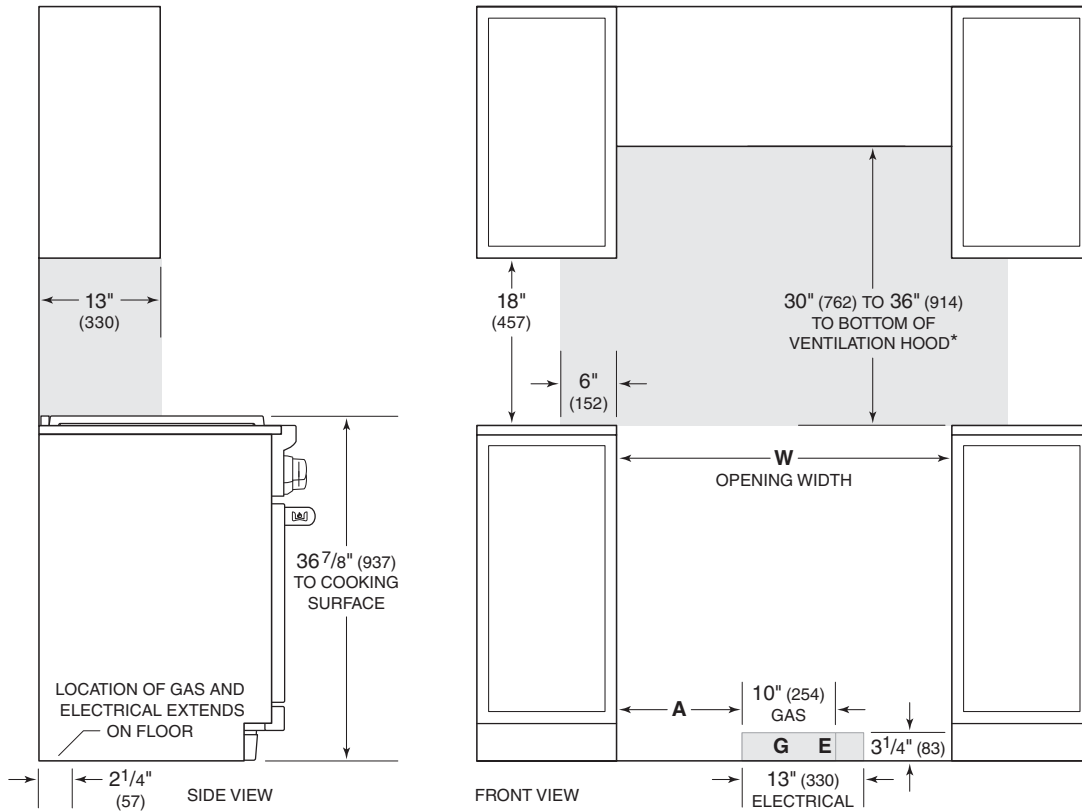 13"
(330)
36 7/8" (937)
TO COOKING
SURFACE
LOCATION OF GAS AND
ELECTRICAL EXTENDS
ON FLOOR
2 1/4"
(57)
SIDE VIEW
18"
(457)
30" (762) TO 36" (914)
TO BOTTOM OF
VENTILATION HOOD*
6"
(152)
W
OPENING WIDTH
A
10" (254)
GAS
G E
3 1/4" (83)
13" (330)
ELECTRICAL
FRONT VIEW